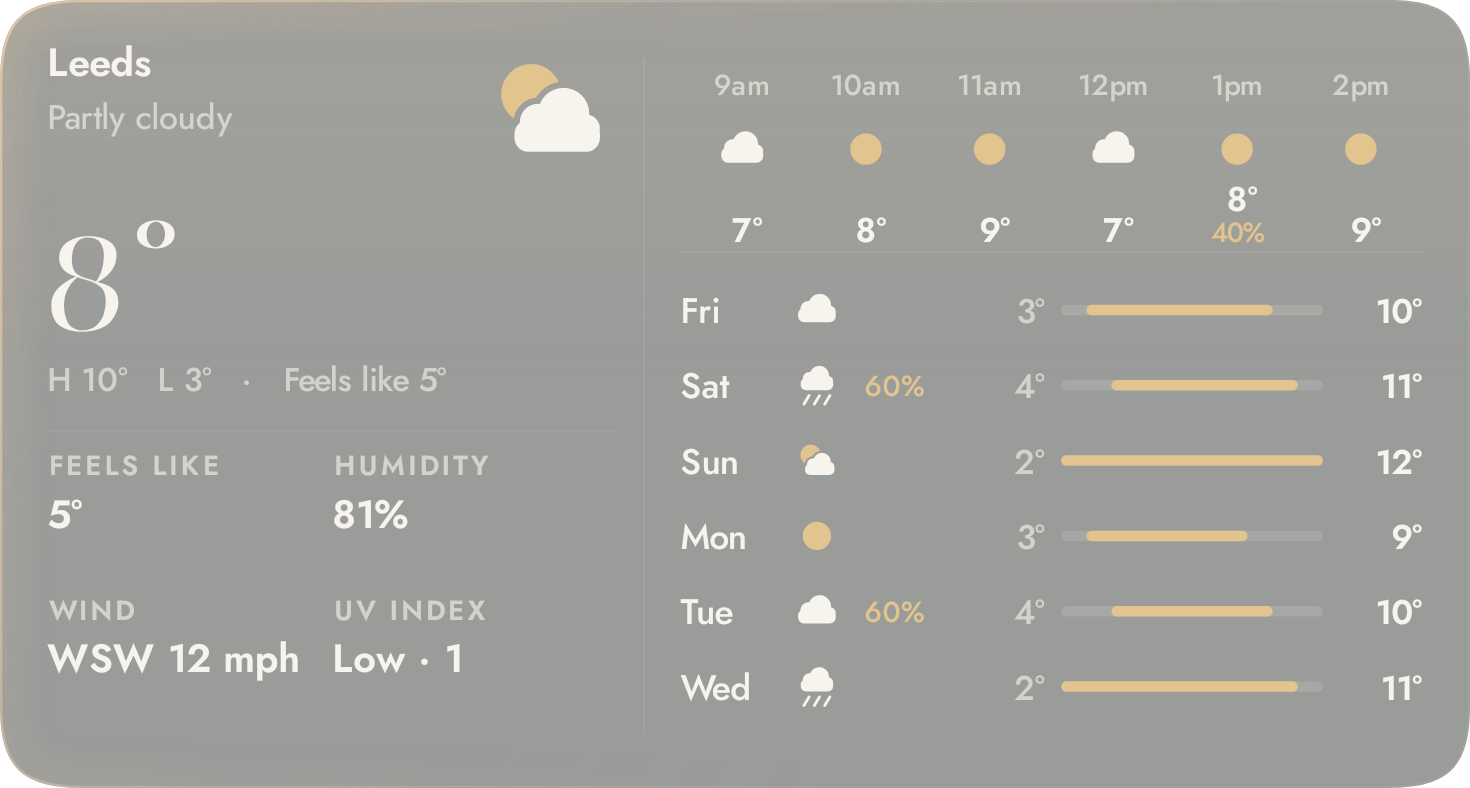 Leeds
Partly cloudy
8°
H 10° L 3° · Feels like 5°
FEELS LIKE HUMIDITY
5° 81%
WIND UV INDEX
WSW 12 mph Low · 1
9am 10am 11am 12pm 1pm 2pm
7° 8° 9° 7° 8° 9°
40%
Fri 3° 10°
Sat 60% 4° 11°
Sun 2° 12°
Mon 3° 9°
Tue 60% 4° 10°
Wed 2° 11°